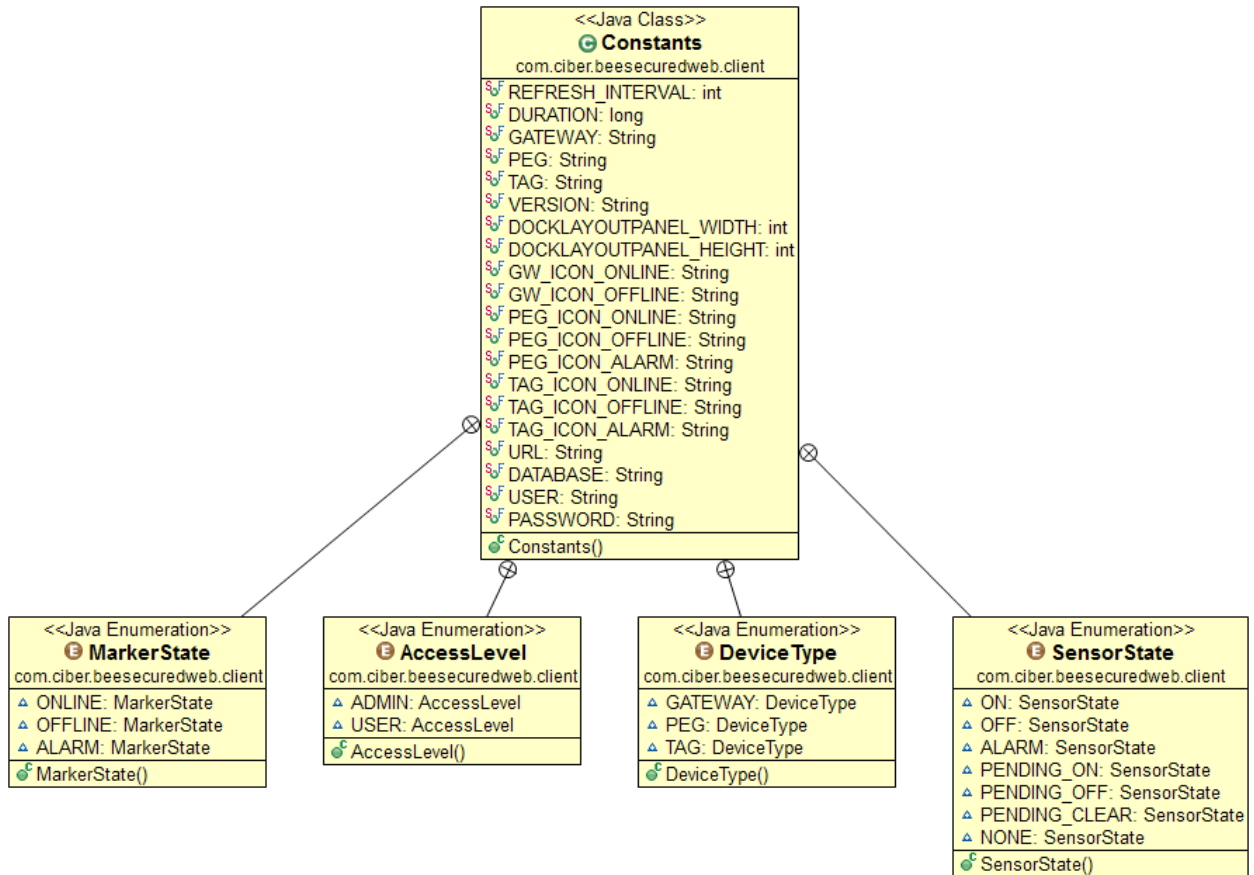 <<Java Class>>
Constants
com.ciber.beesecuredweb.client
REFRESH_INTERVAL: int
DURATION: long
GATEWAY: String
PEG: String
TAG: String
VERSION: String
DOCKLAYOUTPANEL_WIDTH: int
DOCKLAYOUTPANEL_HEIGHT: int
GW_ICON_ONLINE: String
GW_ICON_OFFLINE: String
PEG_ICON_ONLINE: String
PEG_ICON_OFFLINE: String
PEG_ICON_ALARM: String
TAG_ICON_ONLINE: String
TAG_ICON_OFFLINE: String
TAG_ICON_ALARM: String
URL: String
DATABASE: String
USER: String
PASSWORD: String
Constants()
<<Java Enumeration>>
MarkerState
com.ciber.beesecuredweb.client
ONLINE: MarkerState
OFFLINE: MarkerState
ALARM: MarkerState
MarkerState()
<<Java Enumeration>>
AccessLevel
com.ciber.beesecuredweb.client
ADMIN: AccessLevel
USER: AccessLevel
AccessLevel()
<<Java Enumeration>>
DeviceType
com.ciber.beesecuredweb.client
GATEWAY: DeviceType
PEG: DeviceType
TAG: DeviceType
DeviceType()
<<Java Enumeration>>
SensorState
com.ciber.beesecuredweb.client
ON: SensorState
OFF: SensorState
ALARM: SensorState
PENDING_ON: SensorState
PENDING_OFF: SensorState
PENDING_CLEAR: SensorState
NONE: SensorState
SensorState()